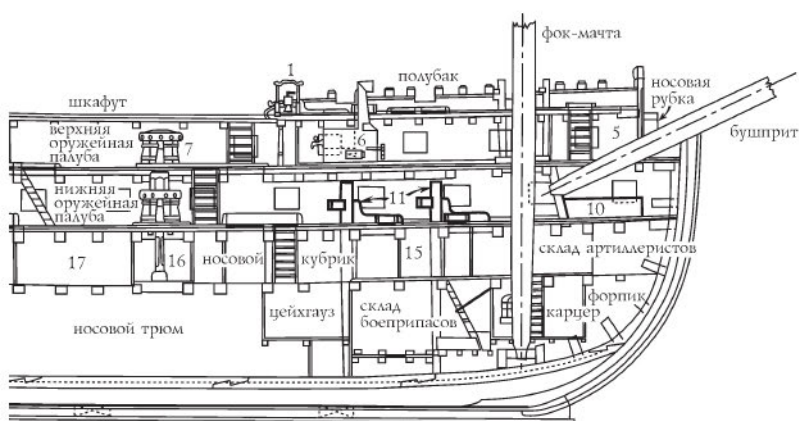 фок-мачта
1
полубак
шкафут
носовая
рубка
верхняя
оружейная
палуба
7
6
5
бушприт
нижняя
оружейная
палуба
11
10
17
16
носовой
кубрик
15
склад артиллеристов
цейхгауз
склад
боеприпасов
карцер
форпик
носовой трюм